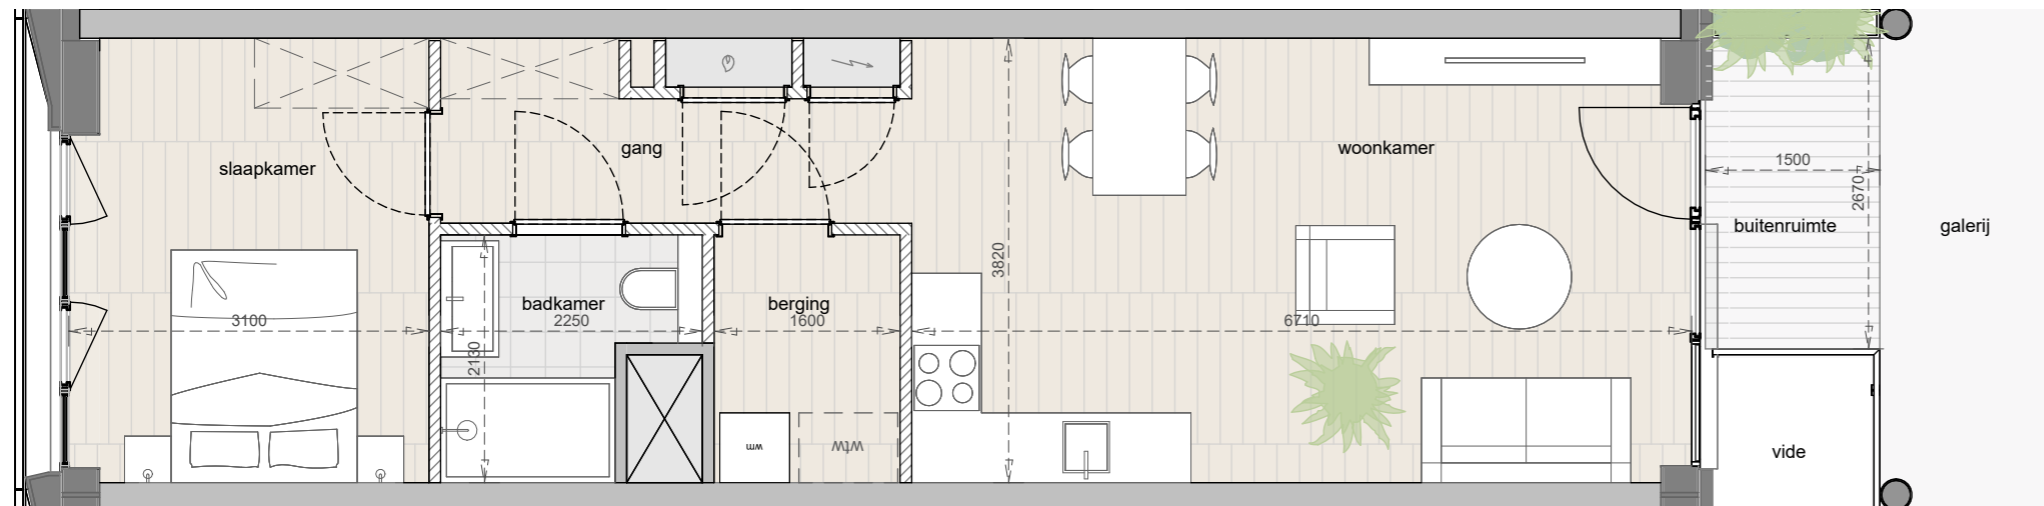 slaapkamer
3100
gang
badkamer
2250
2130
berging
1600
wm
wtw
3820
woonkamer
6710
1500
2670
buitenruimte
galerij
vide